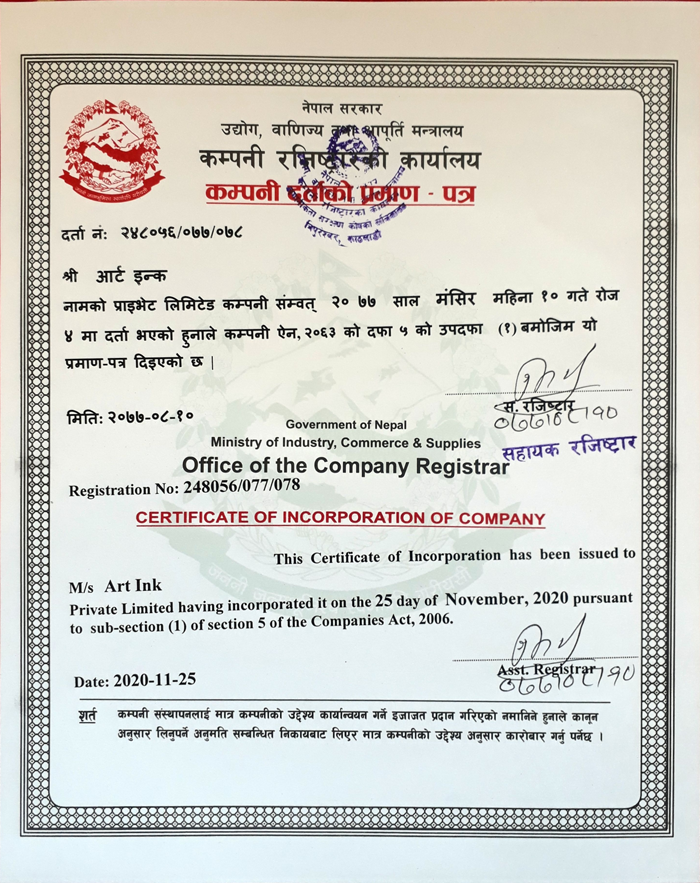 नेपाल सरकार
उद्योग, वाणिज्य तथा आपूर्ति मन्त्रालय
कम्पनी रजिष्ट्रारको कार्यालय
कम्पनी दर्ताको प्रमाण - पत्र
दर्ता नं: २४८०५६/०७७/०७८
श्री आर्ट इन्क
नामको प्राइभेट लिमिटेड कम्पनी संम्वत् २०७७ साल मंसिर महिना १० गते रोज
४ मा दर्ता भएको हुनाले कम्पनी ऐन, २०६३ को दफा ५ को उपदफा (१) बमोजिम यो
प्रमाण-पत्र दिइएको छ |
स. रजिष्टार
मिति: २०७७-०८-१०
०७७।०८।१०
सहायक रजिष्ट्रार
Government of Nepal
Ministry of Industry, Commerce & Supplies
Office of the Company Registrar
Registration No: 248056/077/078
CERTIFICATE OF INCORPORATION OF COMPANY
This Certificate of Incorporation has been issued to
M/s Art Ink
Private Limited having incorporated it on the 25 day of November, 2020 pursuant
to sub-section (1) of section 5 of the Companies Act, 2006.
Asst. Registrar
०७७।०८।१०
Date: 2020-11-25
शर्त कम्पनी संस्थापनलाई मात्र कम्पनीको उद्देश्य कार्यान्वयन गर्ने इजाजत प्रदान गरिएको नमानिने हुनाले कानून
अनुसार लिनुपर्ने अनुमति सम्बन्धित निकायबाट लिएर मात्र कम्पनीको उद्देश्य अनुसार कारोबार गर्नु पर्नेछ ।